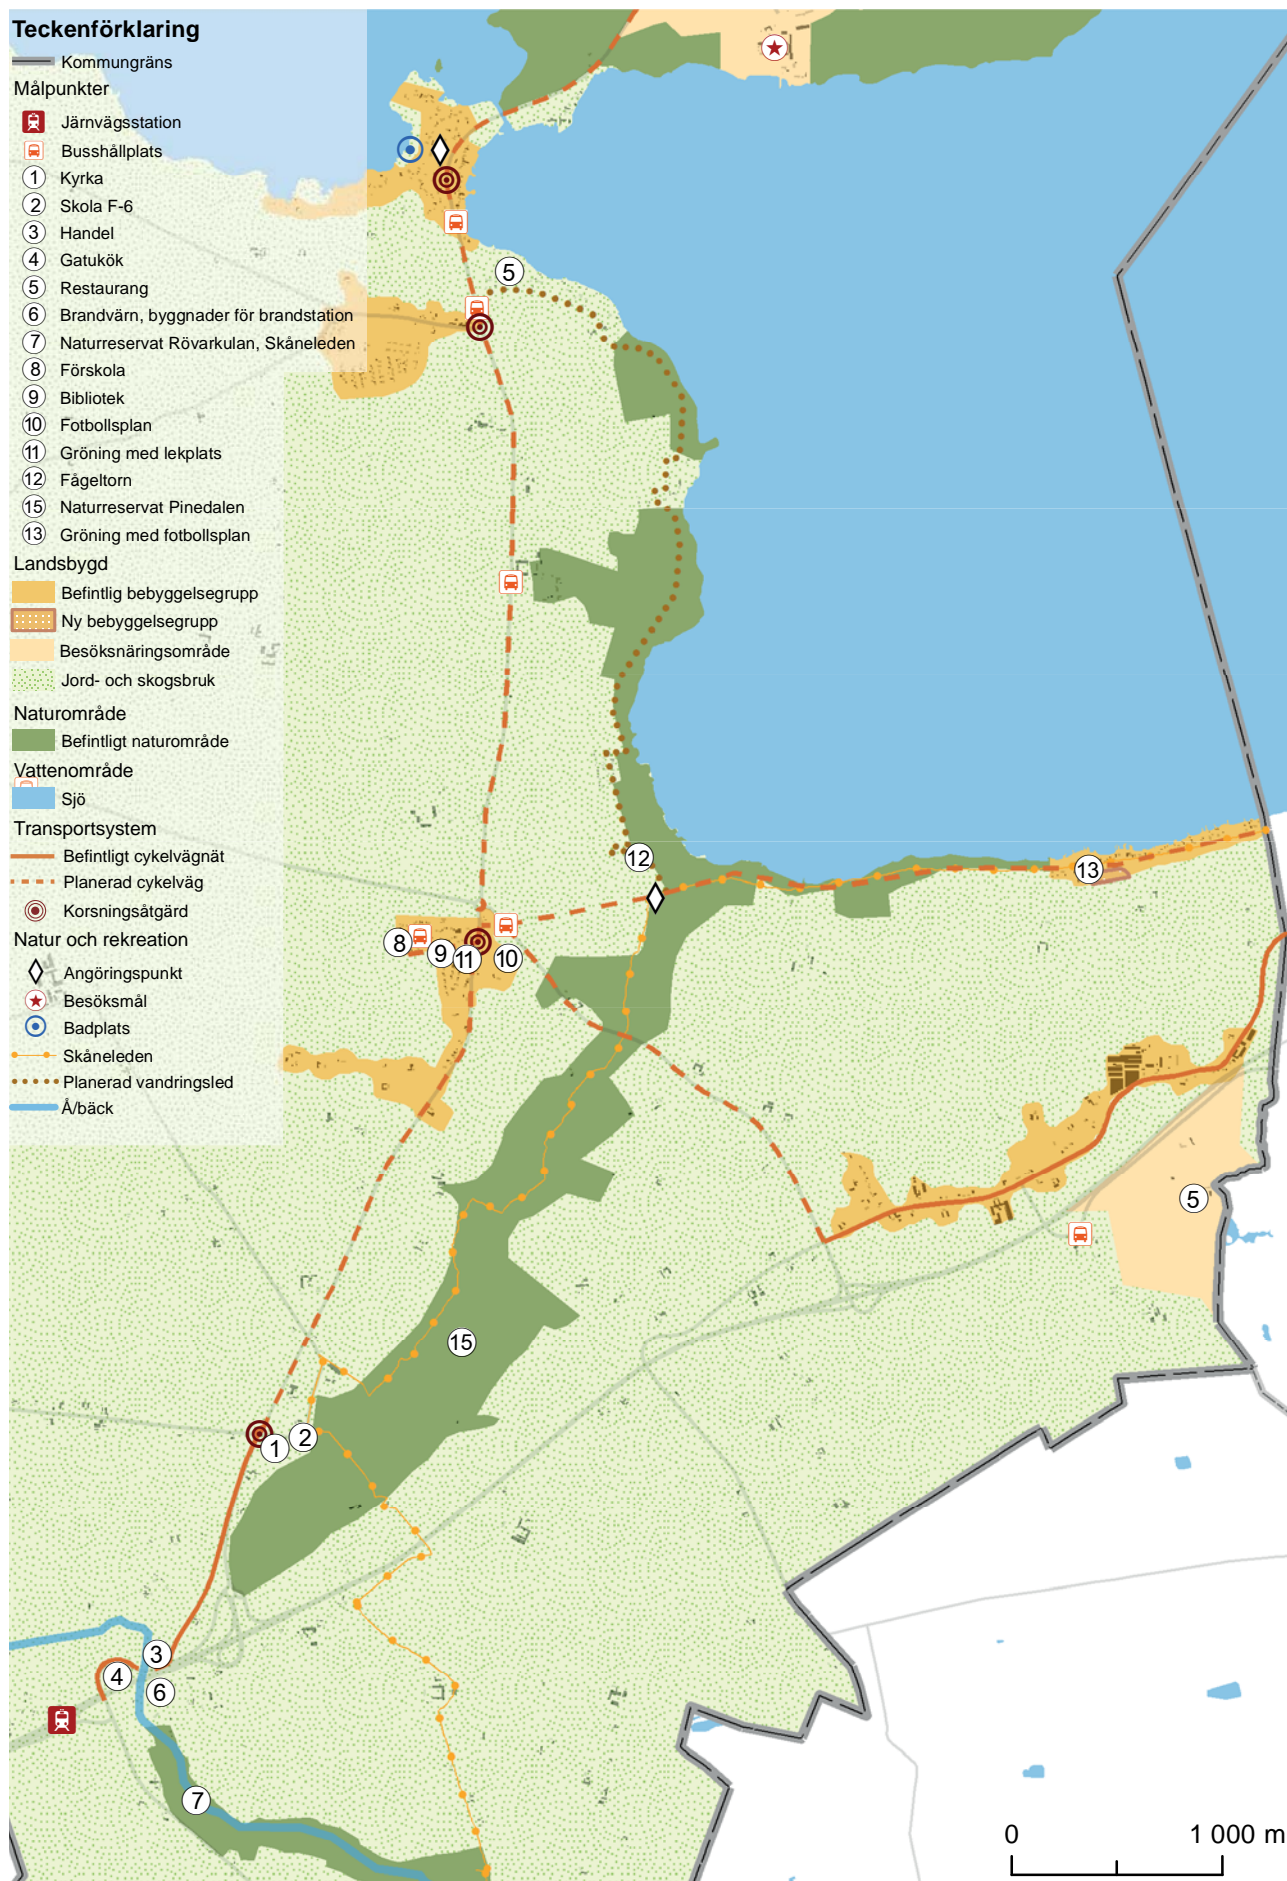 Teckenförklaring
Kommungräns
Målpunkter
Järnvägsstation
Busshållplats
1 Kyrka
2 Skola F-6
3 Handel
4 Gatukök
5 Restaurang
6 Brandvärn, byggnader för brandstation
7 Naturreservat Rövarkulan, Skåneleden
8 Förskola
9 Bibliotek
10 Fotbollsplan
11 Gröning med lekplats
12 Fågeltorn
15 Naturreservat Pinedalen
13 Gröning med fotbollsplan
Landsbygd
Befintlig bebyggelsegrupp
Ny bebyggelsegrupp
Besöksnäringsområde
Jord- och skogsbruk
Naturområde
Befintligt naturområde
Vattenområde
Sjö
Transportsystem
Befintligt cykelvägnät
Planerad cykelväg
Korsningsåtgärd
Natur och rekreation
Angöringspunkt
Besöksmål
Badplats
Skåneleden
Planerad vandringsled
Å/bäck
5
12
13
8
9
11
10
5
15
1
2
3
4
6
7
0 1 000 m